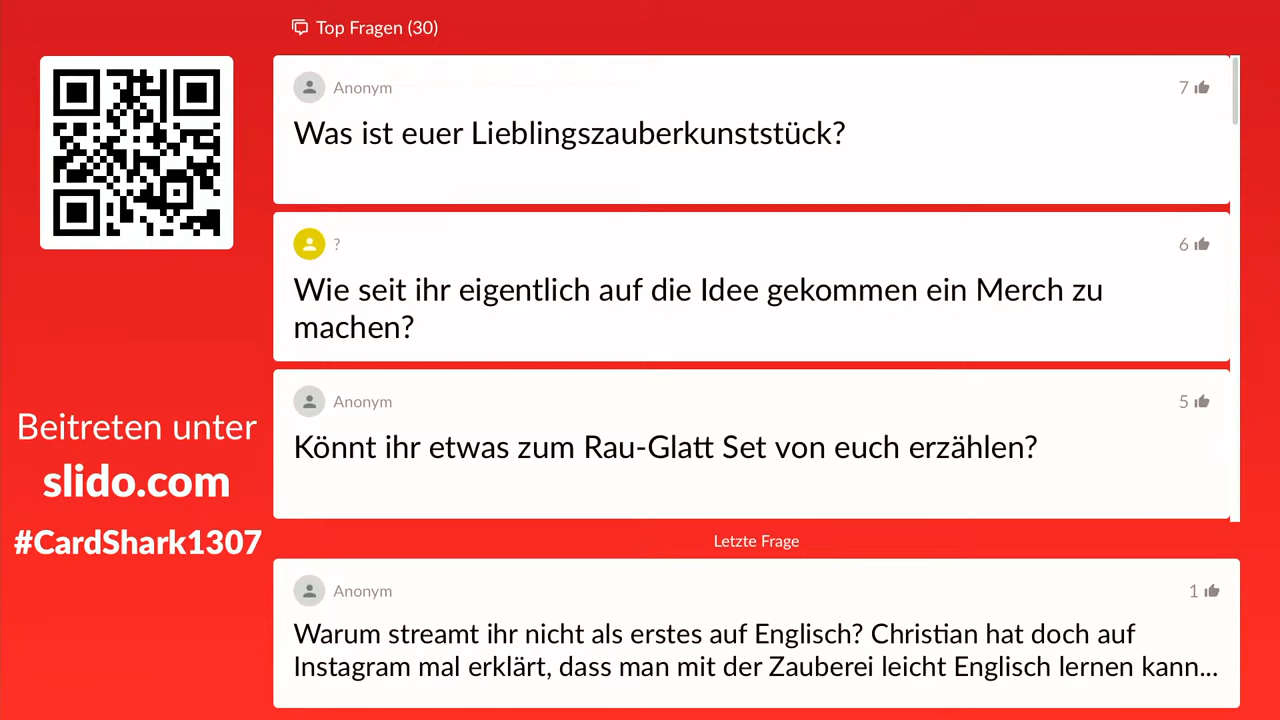 Top Fragen (30)
Anonym
7
Was ist euer Lieblingszauberkunststück?
?
6
Wie seit ihr eigentlich auf die Idee gekommen ein Merch zu
machen?
Anonym
5
Könnt ihr etwas zum Rau-Glatt Set von euch erzählen?
Beitreten unter
slido.com
#CardShark1307
Letzte Frage
Anonym
1
Warum streamt ihr nicht als erstes auf Englisch? Christian hat doch auf
Instagram mal erklärt, dass man mit der Zauberei leicht Englisch lernen kann...